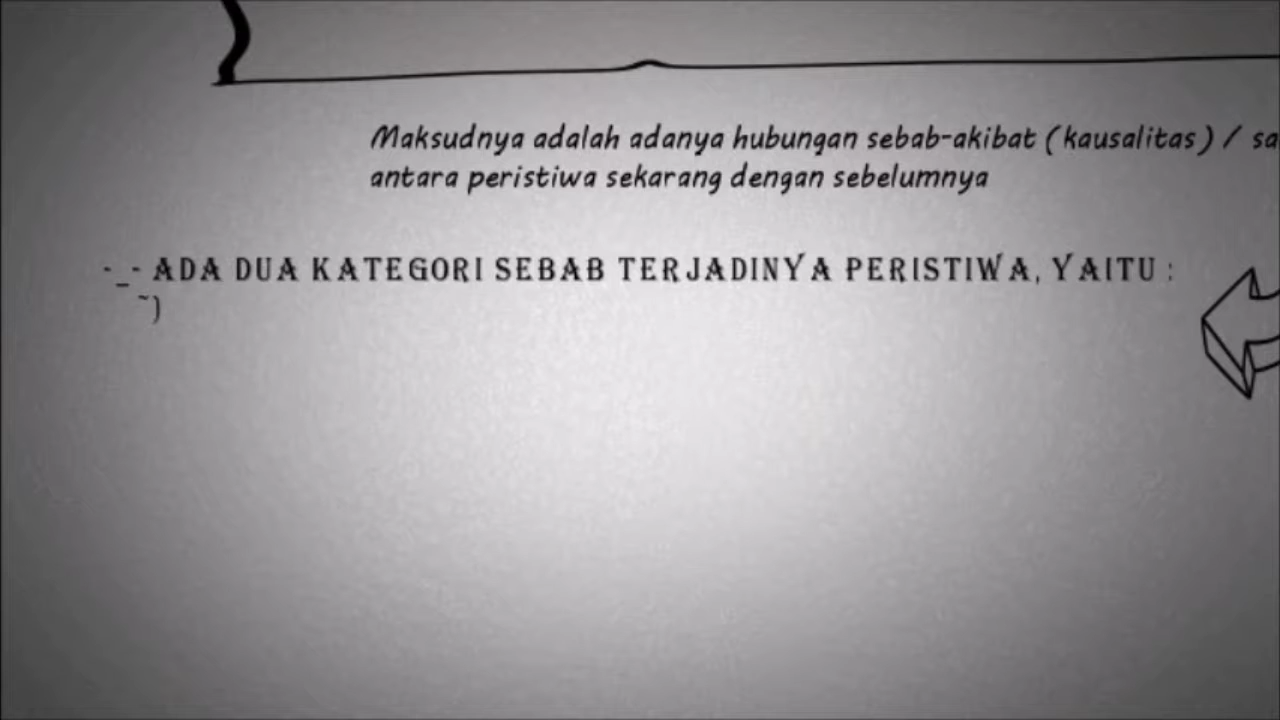 Maksudnya adalah adanya hubungan sebab-akibat (kausalitas) / sa
antara peristiwa sekarang dengan sebelumnya
-_- ADA DUA KATEGORI SEBAB TERJADINYA PERISTIWA, YAITU :
~)